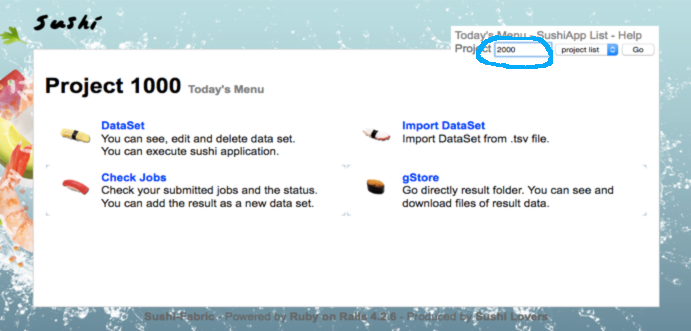 Sushi
Today's Menu - SushiApp List - Help
Project 2000 project list Go
Project 1000 Today's Menu
DataSet
You can see, edit and delete data set.
You can execute sushi application.
Import DataSet
Import DataSet from .tsv file.
Check Jobs
Check your submitted jobs and the status.
You can add the result as a new data set.
gStore
Go directly result folder. You can see and
download files of result data.
Sushi-Fabric - Powered by Ruby on Rails 4.2.6 - Produced by Sushi Lovers